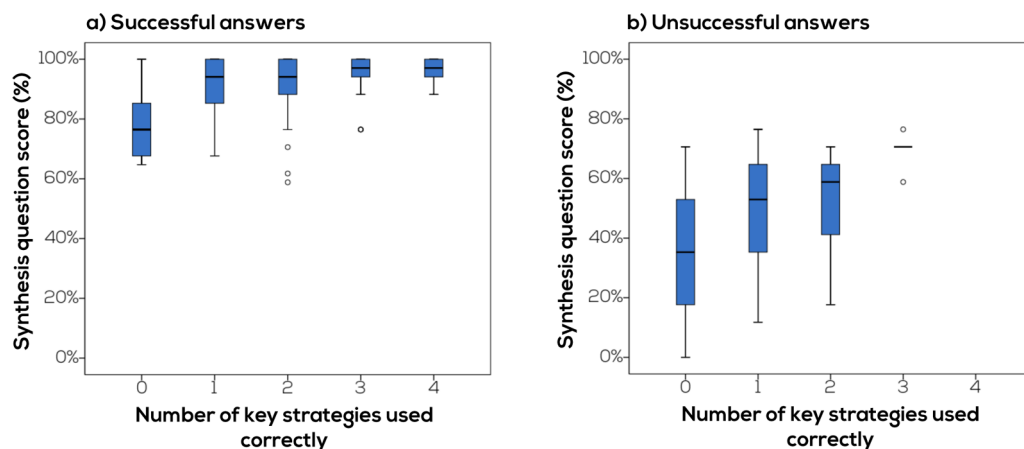 a) Successful answers
Synthesis question score (%)
100%
80%
60%
40%
20%
0%
0 1 2 3 4
Number of key strategies used
correctly
b) Unsuccessful answers
Synthesis question score (%)
100%
80%
60%
40%
20%
0%
0 1 2 3 4
Number of key strategies used
correctly